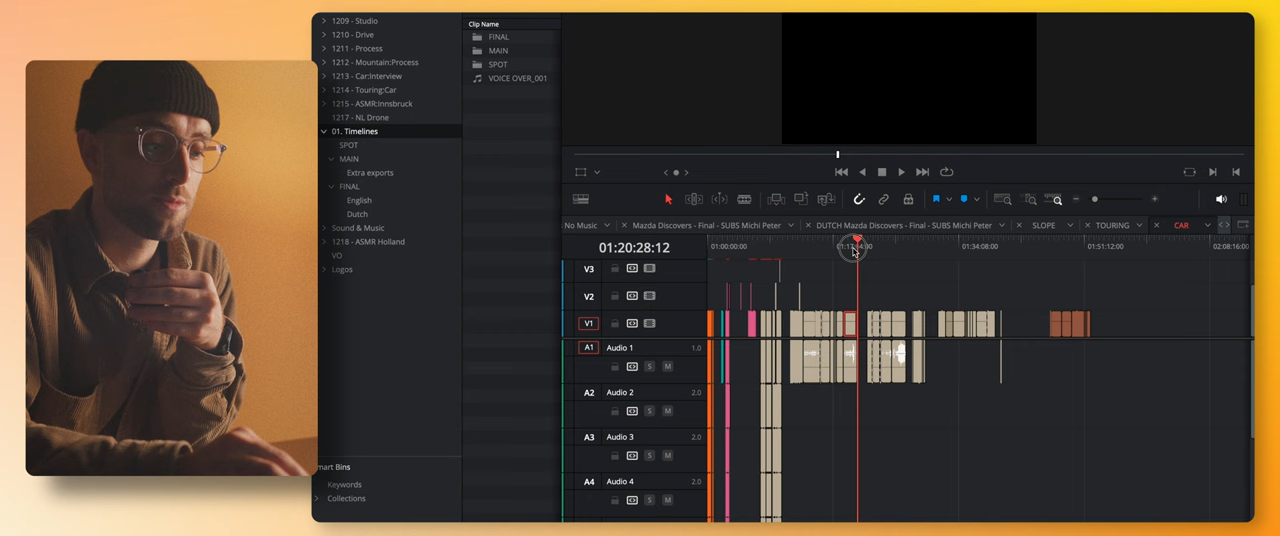 1209 - Studio
1210 - Drive
1211 - Process
1212 - Mountain:Process
1213 - Car:Interview
1214 - Touring:Car
1215 - ASMR:Innsbruck
1217 - NL Drone
01. Timelines
SPOT
MAIN
Extra exports
FINAL
English
Dutch
Sound & Music
1218 - ASMR Holland
VO
Logos
mart Bins
Keywords
Collections
Clip Name
FINAL
MAIN
SPOT
VOICE OVER_001
No Music
Mazda Discovers - Final - SUBS Michi Peter
DUTCH Mazda Discovers - Final - SUBS Michi Peter
SLOPE
TOURING
CAR
01:20:28:12
01:00:00:00
01:34:08:00
01:51:12:00
02:08:16:00
V3
V2
V1
A1 Audio 1 1.0
S M
A2 Audio 2 2.0
S M
A3 Audio 3 2.0
S M
A4 Audio 4 2.0
S M